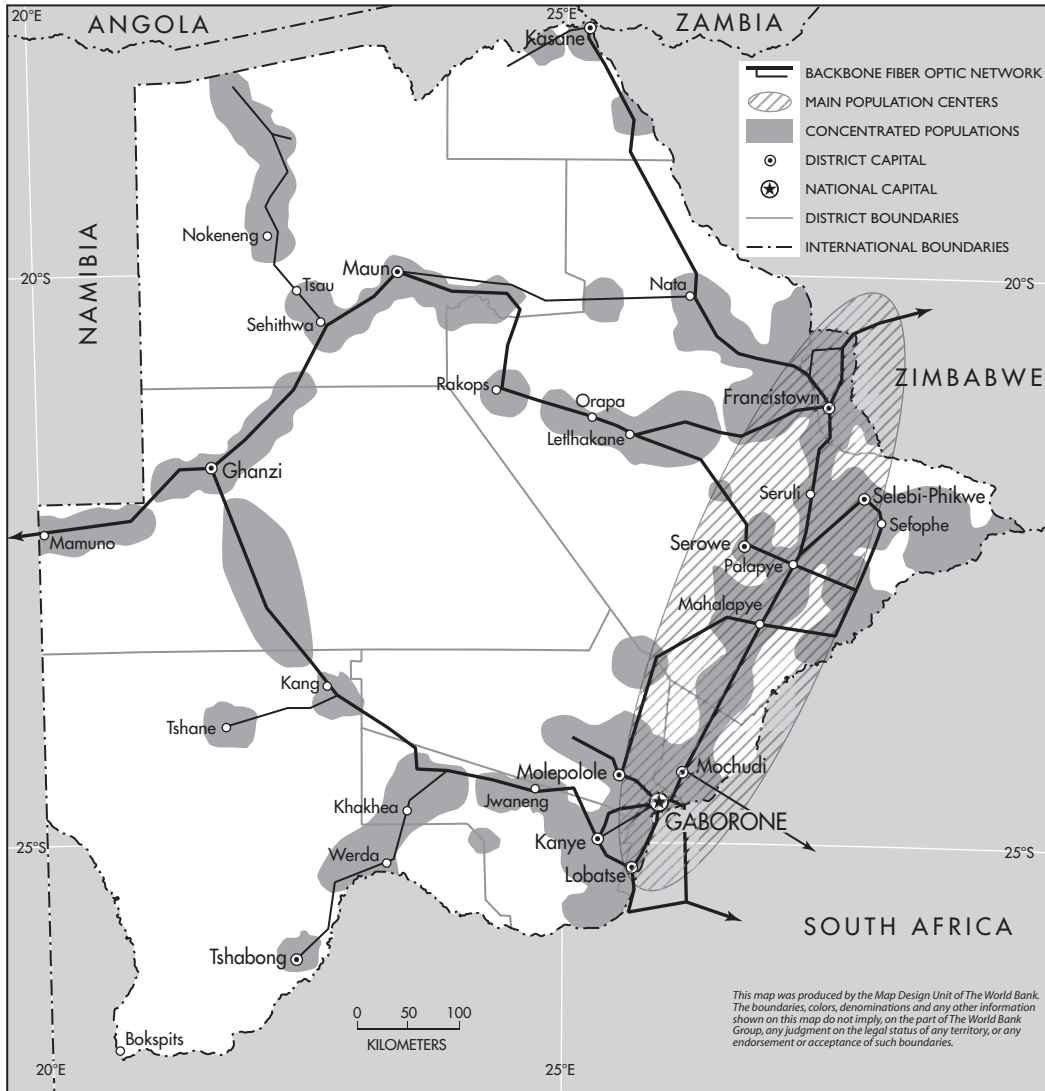 20°E
ANGOLA
25°E
ZAMBIA
Kasane
BACKBONE FIBER OPTIC NETWORK
MAIN POPULATION CENTERS
CONCENTRATED POPULATIONS
DISTRICT CAPITAL
NATIONAL CAPITAL
DISTRICT BOUNDARIES
INTERNATIONAL BOUNDARIES
NAMIBIA
Nokeneng
20°S
Maun
Tsau
Sehithwa
Nata
20°S
ZIMBABWE
Rakops
Orapa
Letlhakane
Francistown
Ghanzi
Mamuno
Seruli
Selebi-Phikwe
Sefophe
Serowe
Palapye
Mahalapye
Kang
Tshane
Molepolole
Mochudi
Jwaneng
Khakhea
GABORONE
Kanye
25°S
25°S
Werda
Lobatse
SOUTH AFRICA
Tshabong
0 50 100
KILOMETERS
Bokspits
20°E
25°E
This map was produced by the Map Design Unit of The World Bank.
The boundaries, colors, denominations and any other information
shown on this map do not imply, on the part of The World Bank
Group, any judgment on the legal status of any territory, or any
endorsement or acceptance of such boundaries.